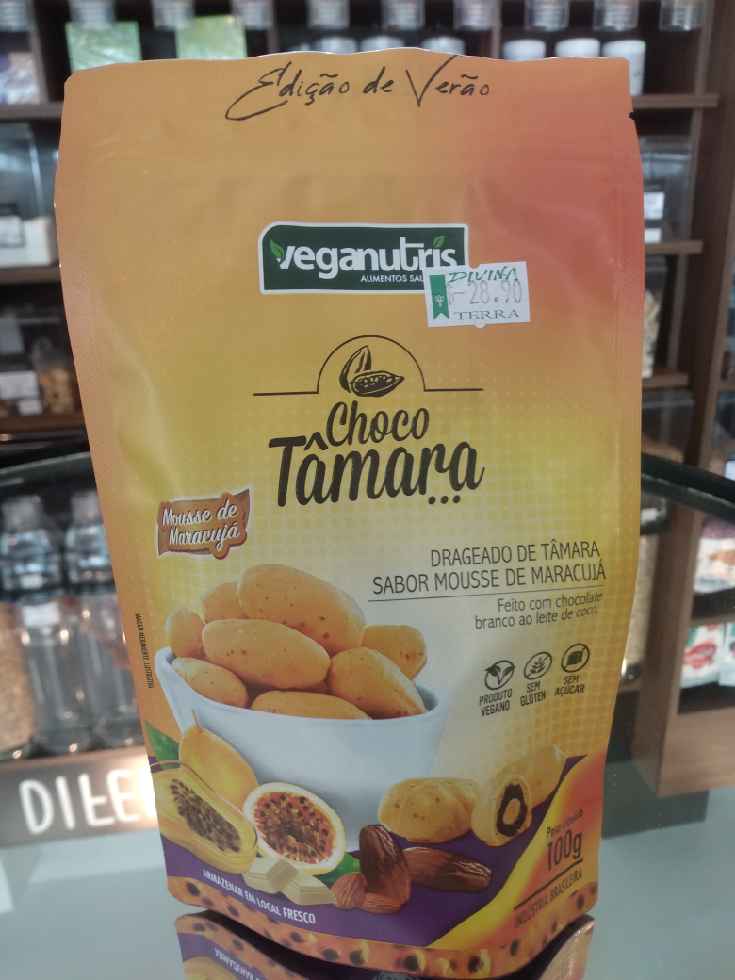 Edição de Verão
veganutris
DIVINA
28.90
TERRA
Choco
Tâmara...
Mousse de
Maracujá
DRAGEADO DE TÂMARA
SABOR MOUSSE DE MARACUJÁ
Feito com chocolate
branco ao leite de coco.
PRODUTO
VEGANO
SEM
GLÚTEN
SEM
AÇÚCAR
100g
INDÚSTRIA BRASILEIRA
ARMAZENAR EM LOCAL FRESCO